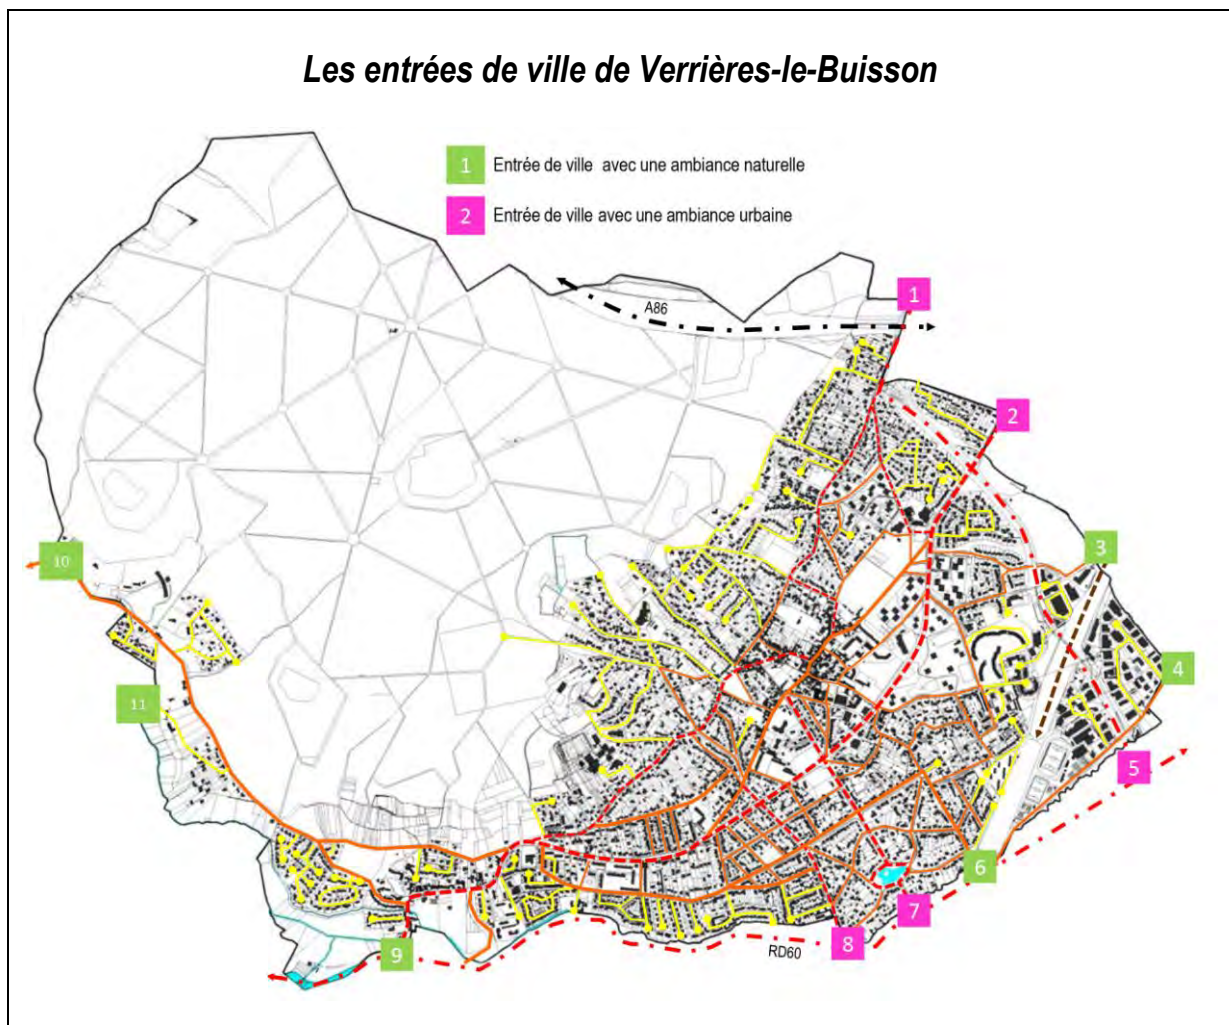 Les entrées de ville de Verrières-le-Buisson
1 Entrée de ville avec une ambiance naturelle
2 Entrée de ville avec une ambiance urbaine
1
A86
2
3
10
4
11
5
6
7
8
RD60
9